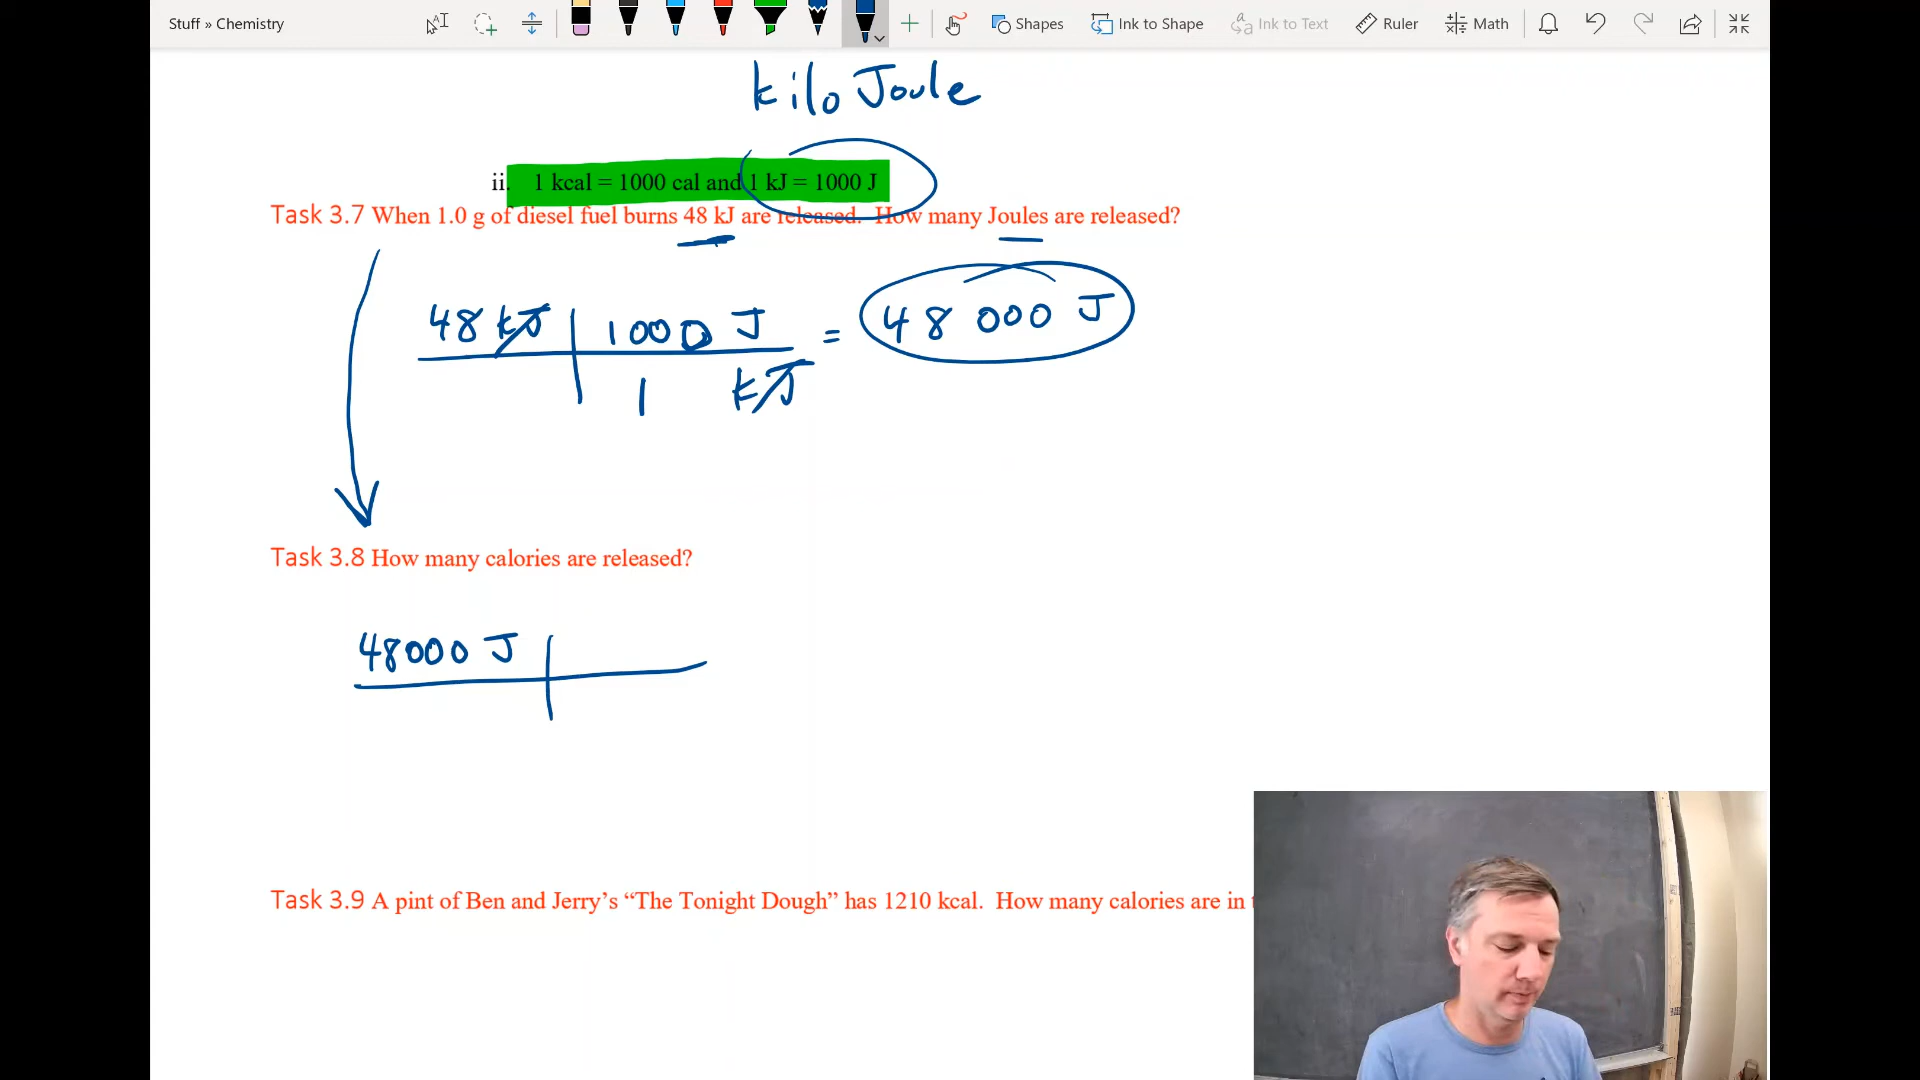 Stuff » Chemistry
Shapes
Ink to Shape
Ink to Text
Ruler
Math
kilo Joule
ii. 1 kcal = 1000 cal and 1 kJ = 1000 J
Task 3.7 When 1.0 g of diesel fuel burns 48 kJ are released. How many Joules are released?
48 kJ | 1000 J = 48 000 J
1 kJ
Task 3.8 How many calories are released?
48000 J
Task 3.9 A pint of Ben and Jerry’s “The Tonight Dough” has 1210 kcal. How many calories are in